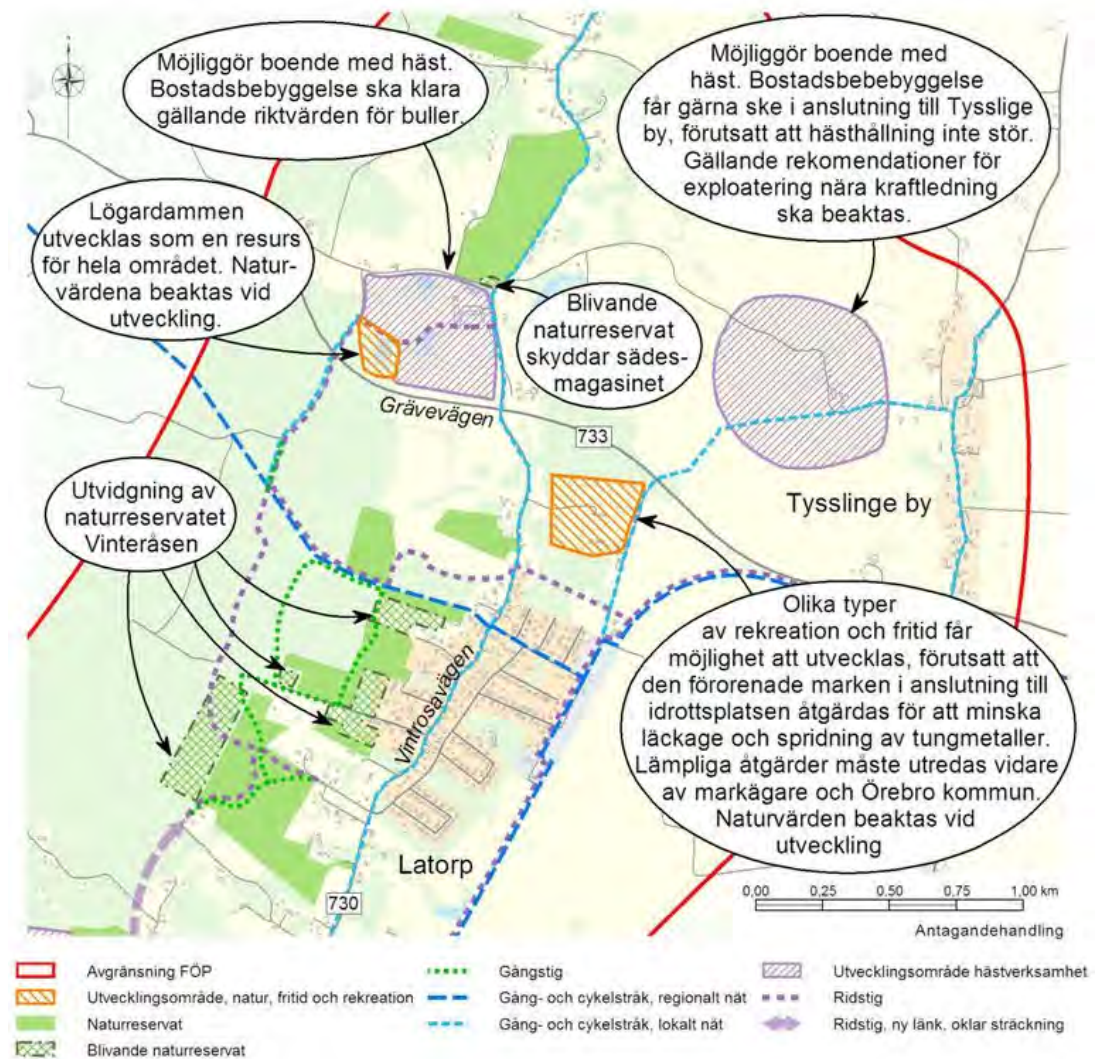 Möjliggör boende med häst.
Bostadsbebyggelse ska klara
gällande riktvärden för buller.
Möjliggör boende med
häst. Bostadsbebebyggelse
får gärna ske i anslutning till Tysslige
by, förutsatt att hästhållning inte stör.
Gällande rekomendationer för
exploatering nära kraftledning
ska beaktas.
Lögardammen
utvecklas som en resurs
för hela området. Natur-
värdena beaktas vid
utveckling.
Blivande
naturreservat
skyddar sädes-
magasinet
Grävevägen
733
Utvidgning av
naturreservatet
Vinteråsen
Tysslinge by
Olika typer
av rekreation och fritid får
möjlighet att utvecklas, förutsatt att
den förorenade marken i anslutning till
idrottsplatsen åtgärdas för att minska
läckage och spridning av tungmetaller.
Lämpliga åtgärder måste utredas vidare
av markägare och Örebro kommun.
Naturvärden beaktas vid
utveckling
Vintrosavägen
Latorp
730
0,00 0,25 0,50 0,75 1,00 km
Antagandehandling
Avgränsning FÖP
Utvecklingsområde, natur, fritid och rekreation
Naturreservat
Blivande naturreservat
Gångstig
Gång- och cykelstråk, regionalt nät
Gång- och cykelstråk, lokalt nät
Utvecklingsområde hästverksamhet
Ridstig
Ridstig, ny länk, oklar sträckning